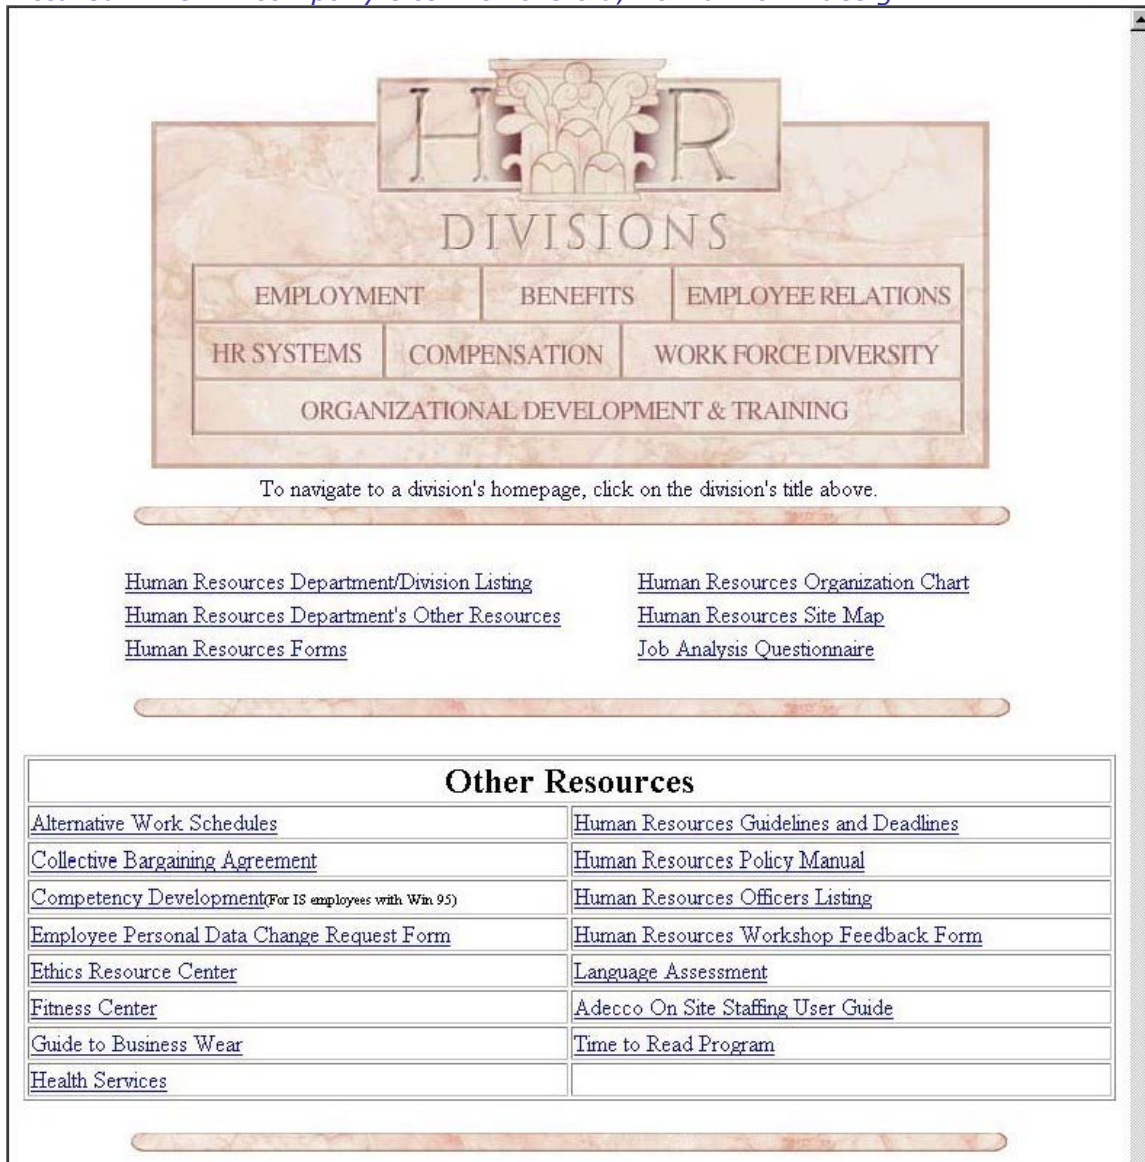 H R
DIVISIONS
EMPLOYMENT BENEFITS EMPLOYEE RELATIONS
HR SYSTEMS COMPENSATION WORK FORCE DIVERSITY
ORGANIZATIONAL DEVELOPMENT & TRAINING
To navigate to a division's homepage, click on the division's title above.
Human Resources Department/Division Listing Human Resources Organization Chart
Human Resources Department's Other Resources Human Resources Site Map
Human Resources Forms Job Analysis Questionnaire
Other Resources
Alternative Work Schedules Human Resources Guidelines and Deadlines
Collective Bargaining Agreement Human Resources Policy Manual
Competency Development(For IS employees with Win 95) Human Resources Officers Listing
Employee Personal Data Change Request Form Human Resources Workshop Feedback Form
Ethics Resource Center Language Assessment
Fitness Center Adecco On Site Staffing User Guide
Guide to Business Wear Time to Read Program
Health Services